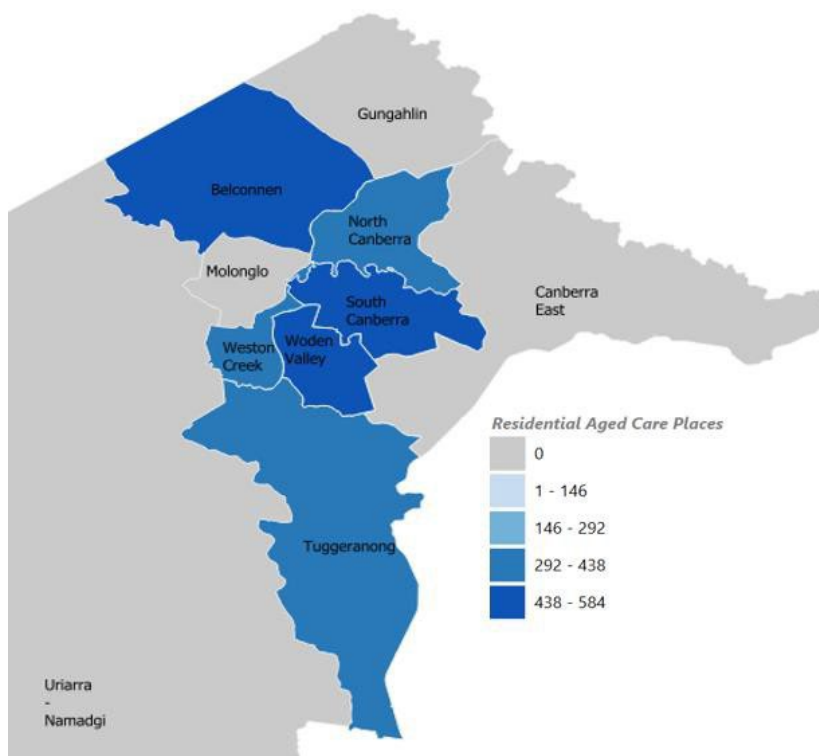 Gungahlin
Belconnen
North
Canberra
Molonglo
Canberra
East
South
Canberra
Weston
Creek
Woden
Valley
Residential Aged Care Places
0
1 - 146
146 - 292
292 - 438
438 - 584
Tuggeranong
Uriarra
-
Namadgi